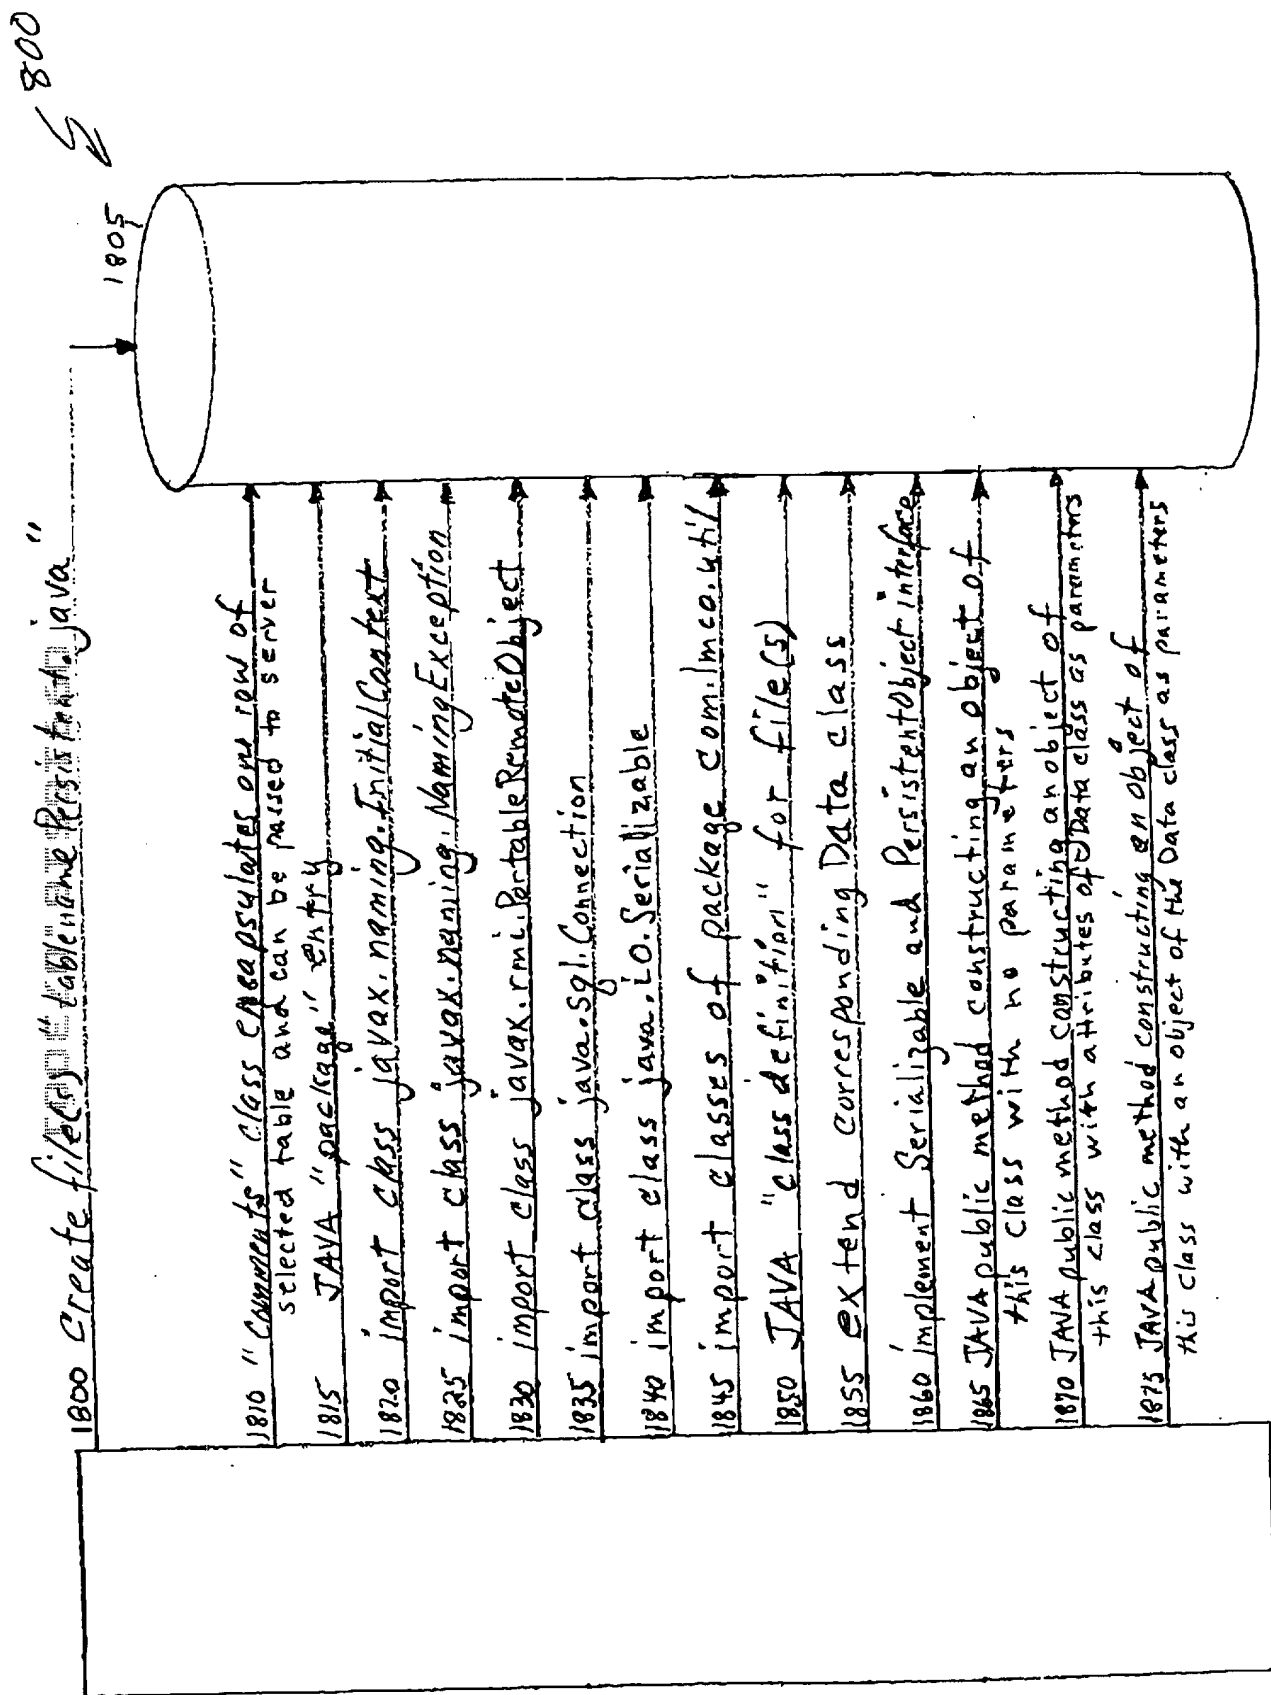 800
1805
1800 Create file(s) "tablenamePersistent.java"
1810 "Comments" class encapsulates one row of
selected table and can be passed to server
1815 JAVA "package" entry
1820 import class javax.naming.InitialContext
1825 import class javax.naming.NamingException
1830 import class javax.rmi.PortableRemoteObject
1835 import class java.sql.Connection
1840 import class java.io.Serializable
1845 import classes of package com.lmco.util
1850 JAVA "class definition" for file(s)
1855 extend corresponding Data class
1860 implement Serializable and PersistentObject interface
1865 JAVA public method constructing an object of
this class with no parameters
1870 JAVA public method constructing an object of
this class with attributes of Data class as parameters
1875 JAVA public method constructing an object of
this class with an object of the Data class as parameters